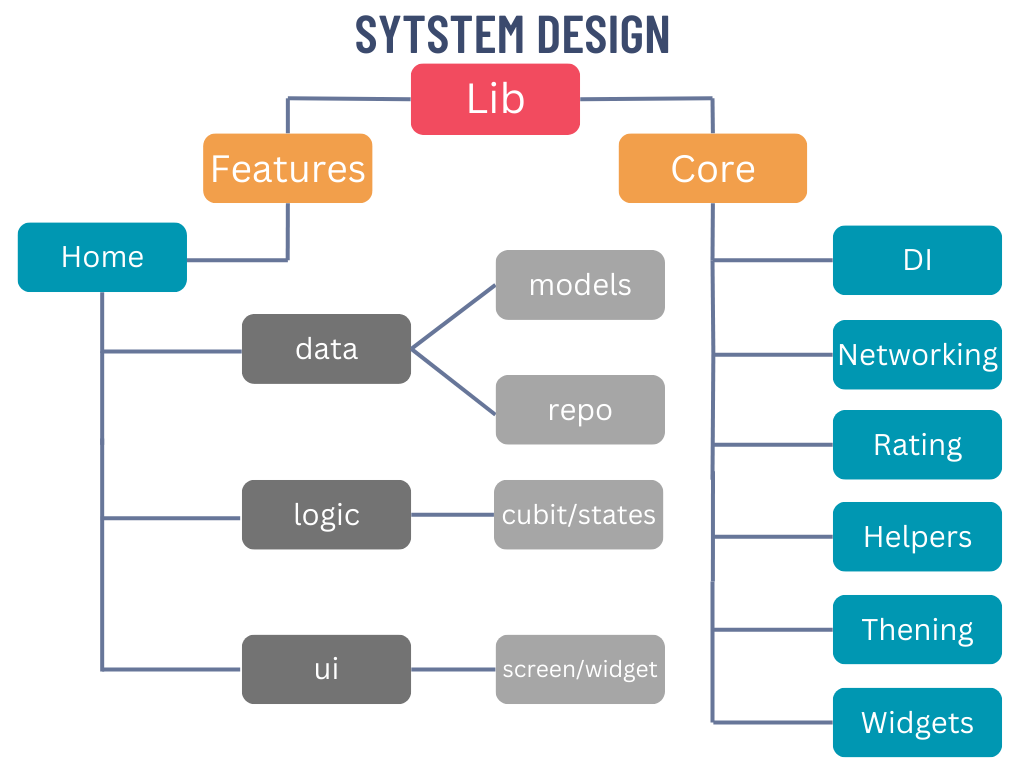 SYTSTEM DESIGN
Lib
Features
Core
Home
DI
models
data
Networking
repo
Rating
logic
cubit/states
Helpers
Thening
ui
screen/widget
Widgets